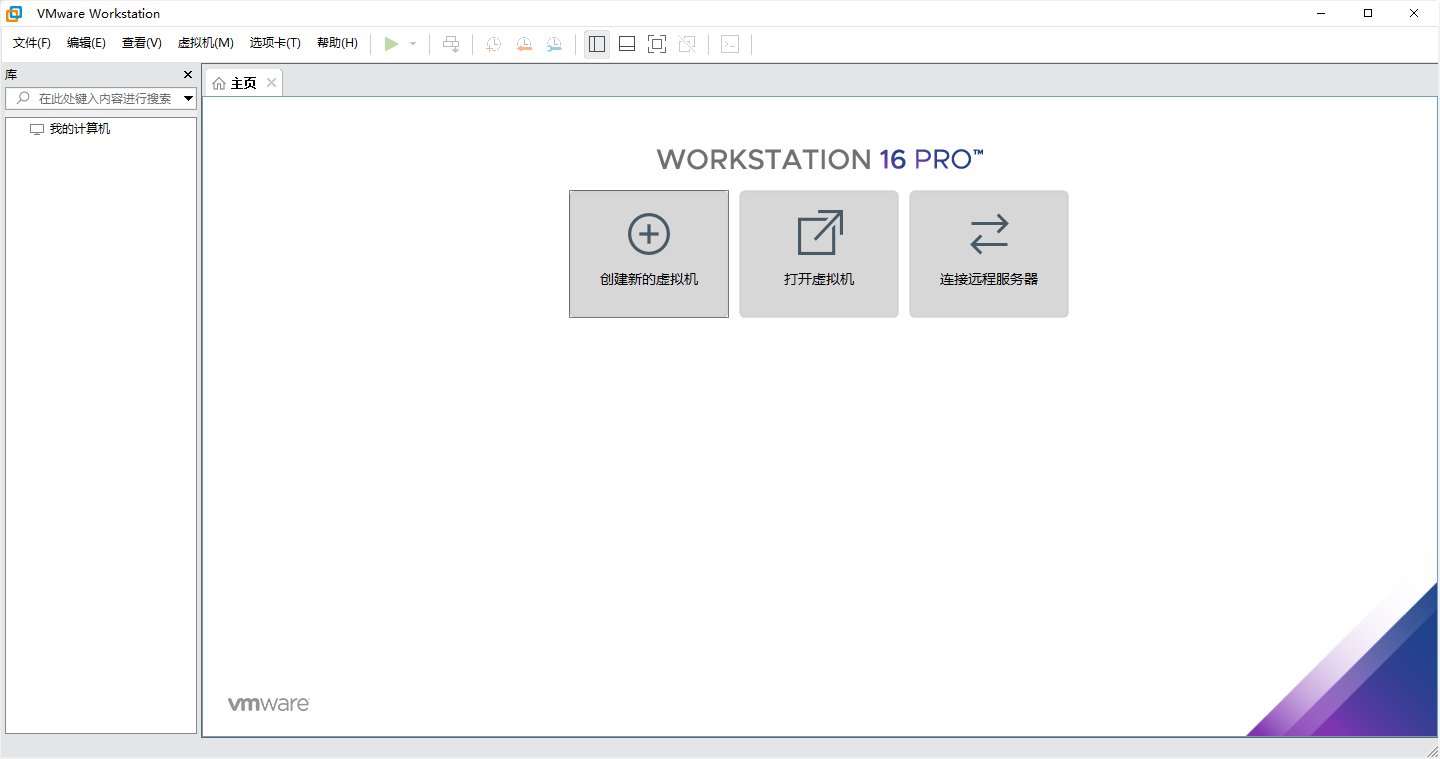 VMware Workstation
文件(F) 编辑(E) 查看(V) 虚拟机(M) 选项卡(T) 帮助(H)
库
在此处键入内容进行搜索
我的计算机
主页
WORKSTATION 16 PRO™
创建新的虚拟机 打开虚拟机 连接远程服务器
vmware